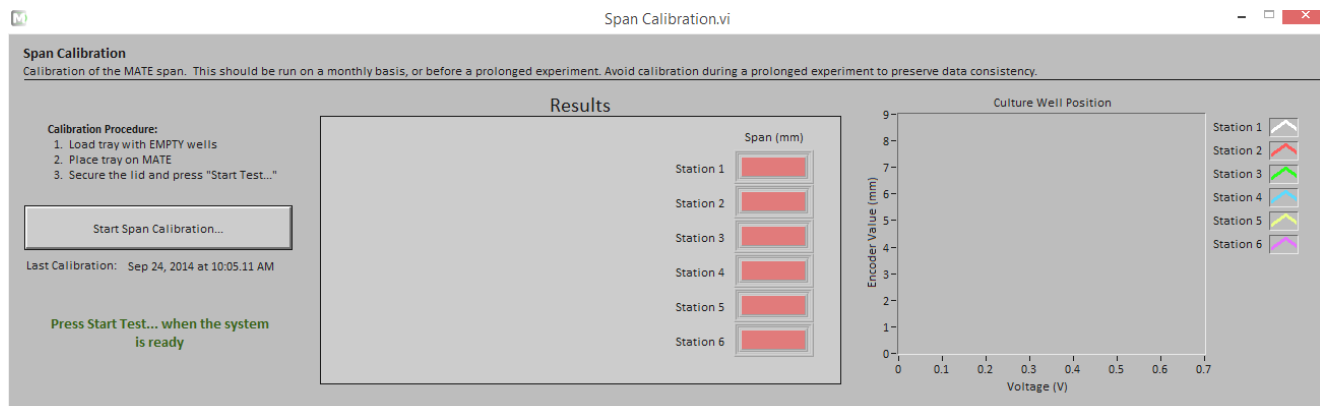 M
Span Calibration.vi
Span Calibration
Calibration of the MATE span. This should be run on a monthly basis, or before a prolonged experiment. Avoid calibration during a prolonged experiment to preserve data consistency.
Calibration Procedure:
1. Load tray with EMPTY wells
2. Place tray on MATE
3. Secure the lid and press "Start Test..."
Start Span Calibration...
Last Calibration: Sep 24, 2014 at 10:05.11 AM
Press Start Test... when the system
is ready
Results
Span (mm)
Station 1
Station 2
Station 3
Station 4
Station 5
Station 6
Culture Well Position
Encoder Value (mm)
9
8
7
6
5
4
3
2
1
0
0 0.1 0.2 0.3 0.4 0.5 0.6 0.7
Voltage (V)
Station 1
Station 2
Station 3
Station 4
Station 5
Station 6